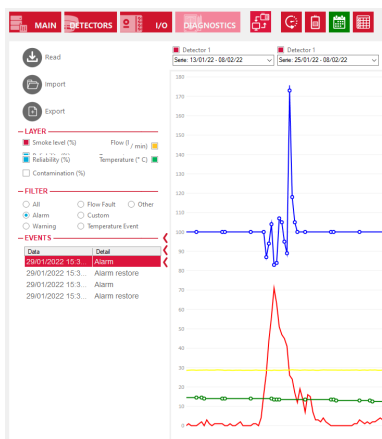 MAIN DETECTORS I/O DIAGNOSTICS
Read
Import
Export
Detector 1 Detector 1
Serie: 13/01/22 - 08/02/22 Serie: 25/01/22 - 08/02/22
LAYER
Smoke level (%) Flow (l / min)
Reliability (%) Temperature (° C)
Contamination (%)
FILTER
All Flow Fault Other
Alarm Custom
Warning Temperature Event
EVENTS
Data Detail
29/01/2022 15:3... Alarm
29/01/2022 15:3... Alarm restore
29/01/2022 15:3... Alarm
29/01/2022 15:3... Alarm restore
180
170
160
150
140
130
120
110
100
90
80
70
60
50
40
30
20
10
0